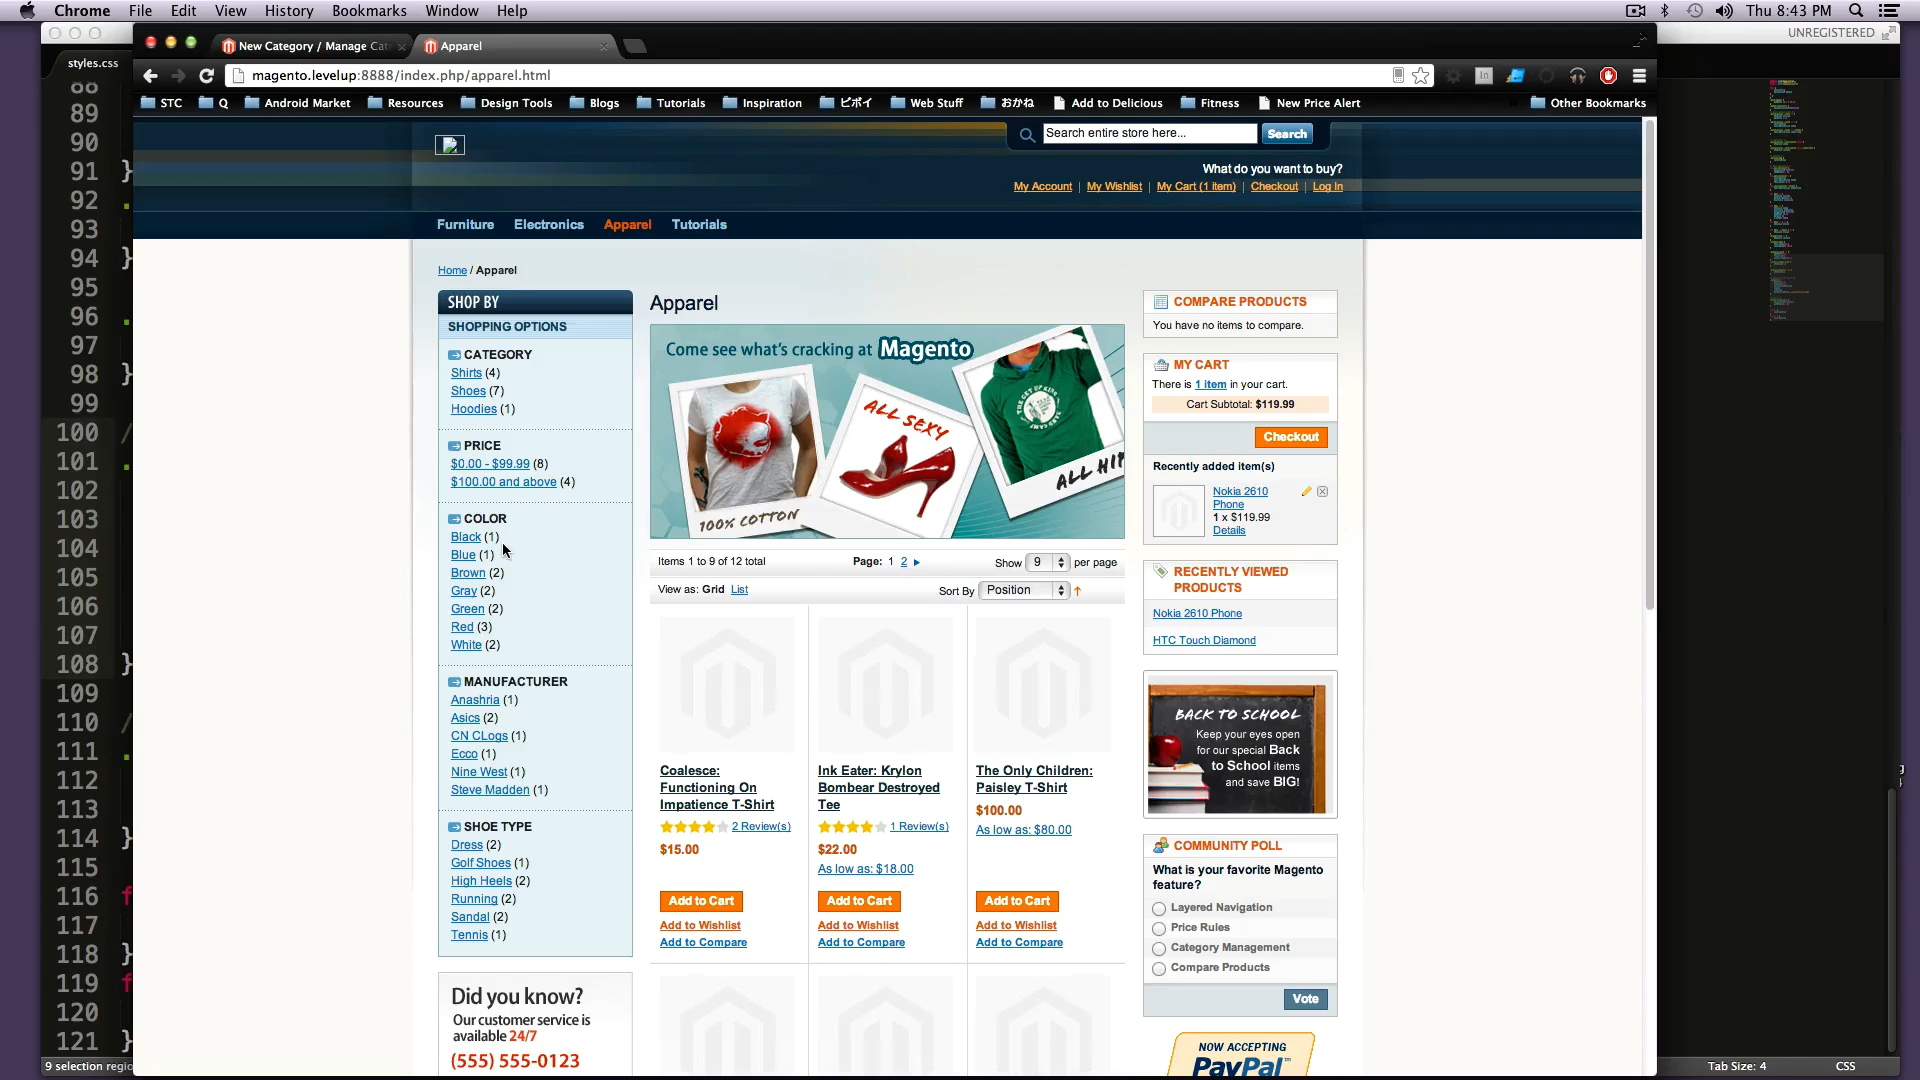 Chrome File Edit View History Bookmarks Window Help
Thu 8:43 PM
UNREGISTERED
styles.css
New Category / Manage Cat
Apparel
magento.levelup:8888/index.php/apparel.html
STC Q Android Market Resources Design Tools Blogs Tutorials Inspiration ピボイ Web Stuff おかね Add to Delicious Fitness New Price Alert Other Bookmarks
Search entire store here... Search
What do you want to buy?
My Account | My Wishlist | My Cart (1 item) | Checkout | Log In
Furniture Electronics Apparel Tutorials
Home / Apparel
SHOP BY
SHOPPING OPTIONS
CATEGORY
Shirts (4)
Shoes (7)
Hoodies (1)
PRICE
$0.00 - $99.99 (8)
$100.00 and above (4)
COLOR
Black (1)
Blue (1)
Brown (2)
Gray (2)
Green (2)
Red (3)
White (2)
MANUFACTURER
Anashria (1)
Asics (2)
CN CLogs (1)
Ecco (1)
Nine West (1)
Steve Madden (1)
SHOE TYPE
Dress (2)
Golf Shoes (1)
High Heels (2)
Running (2)
Sandal (2)
Tennis (1)
Did you know?
Our customer service is
available 24/7
(555) 555-0123
Apparel
Come see what's cracking at Magento
100% COTTON
ALL SEXY
ALL HIP
Items 1 to 9 of 12 total
Page: 1 2
Show 9 per page
View as: Grid List
Sort By Position
Coalesce:
Functioning On
Impatience T-Shirt
2 Review(s)
$15.00
Add to Cart
Add to Wishlist
Add to Compare
Ink Eater: Krylon
Bombear Destroyed
Tee
1 Review(s)
$22.00
As low as: $18.00
Add to Cart
Add to Wishlist
Add to Compare
The Only Children:
Paisley T-Shirt
$100.00
As low as: $80.00
Add to Cart
Add to Wishlist
Add to Compare
COMPARE PRODUCTS
You have no items to compare.
MY CART
There is 1 item in your cart.
Cart Subtotal: $119.99
Checkout
Recently added item(s)
Nokia 2610
Phone
1 x $119.99
Details
RECENTLY VIEWED
PRODUCTS
Nokia 2610 Phone
HTC Touch Diamond
BACK TO SCHOOL
Keep your eyes open
for our special Back
to School items
and save BIG!
COMMUNITY POLL
What is your favorite Magento
feature?
Layered Navigation
Price Rules
Category Management
Compare Products
Vote
NOW ACCEPTING
PayPal
88
89
90
91 }
92 .
93
94 }
95
96 .
97
98 }
99
100 /
101 .
102
103
104
105
106
107
108 }
109
110 /
111 .
112
113
114 }
115
116 f
117
118 }
119 f
120
121 }
9 selection regio
Tab Size: 4
CSS